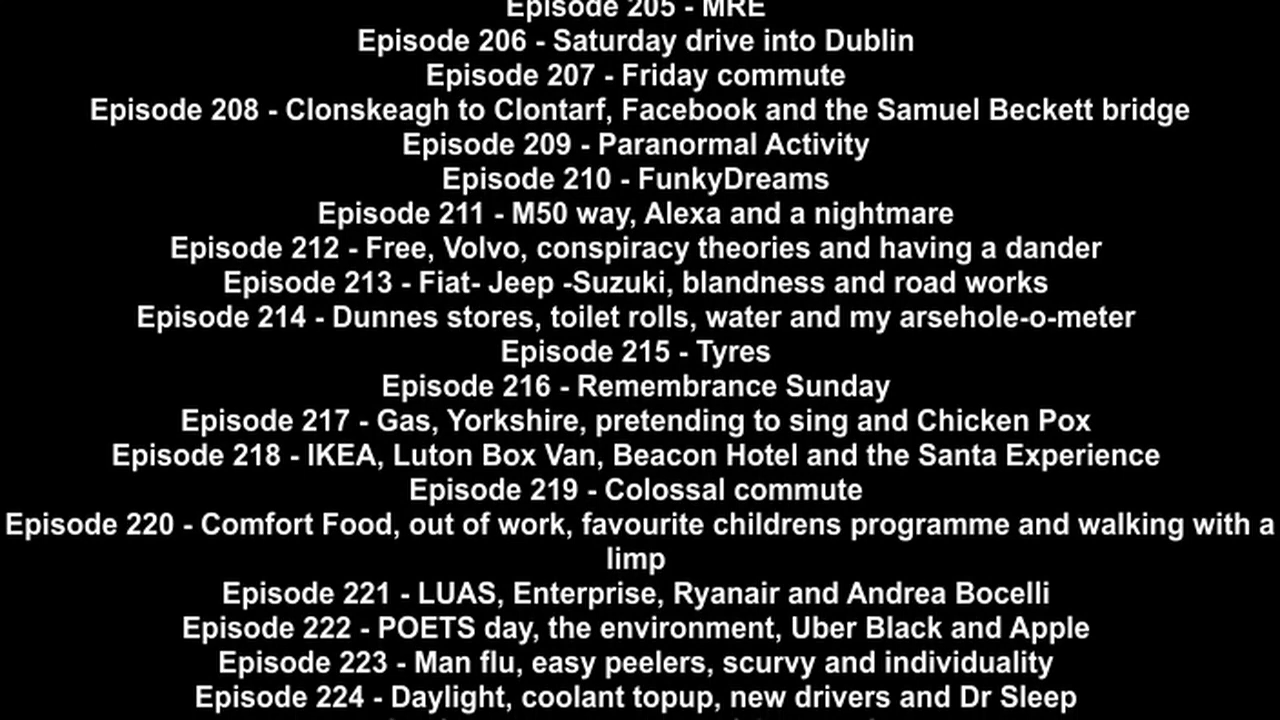 Episode 205 - MRE
Episode 206 - Saturday drive into Dublin
Episode 207 - Friday commute
Episode 208 - Clonskeagh to Clontarf, Facebook and the Samuel Beckett bridge
Episode 209 - Paranormal Activity
Episode 210 - FunkyDreams
Episode 211 - M50 way, Alexa and a nightmare
Episode 212 - Free, Volvo, conspiracy theories and having a dander
Episode 213 - Fiat- Jeep -Suzuki, blandness and road works
Episode 214 - Dunnes stores, toilet rolls, water and my arsehole-o-meter
Episode 215 - Tyres
Episode 216 - Remembrance Sunday
Episode 217 - Gas, Yorkshire, pretending to sing and Chicken Pox
Episode 218 - IKEA, Luton Box Van, Beacon Hotel and the Santa Experience
Episode 219 - Colossal commute
Episode 220 - Comfort Food, out of work, favourite childrens programme and walking with a
limp
Episode 221 - LUAS, Enterprise, Ryanair and Andrea Bocelli
Episode 222 - POETS day, the environment, Uber Black and Apple
Episode 223 - Man flu, easy peelers, scurvy and individuality
Episode 224 - Daylight, coolant topup, new drivers and Dr Sleep